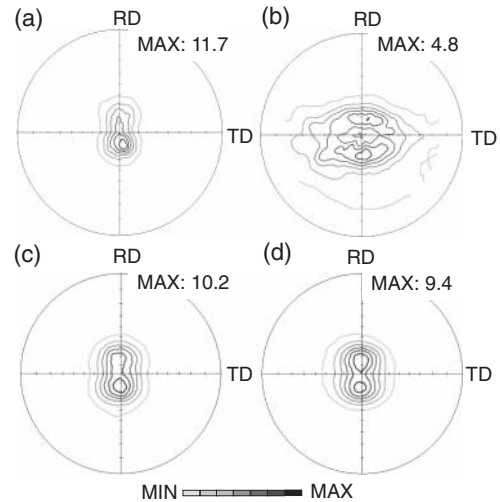 (a) RD MAX: 11.7 TD
(b) RD MAX: 4.8 TD
(c) RD MAX: 10.2 TD
(d) RD MAX: 9.4 TD
MIN MAX